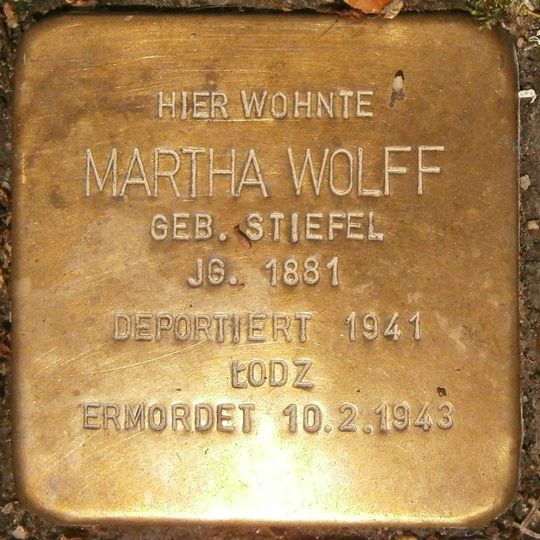 HIER WOHNTE
MARTHA WOLFF
GEB. STIEFEL
JG. 1881
DEPORTIERT 1941
ŁODZ
ERMORDET 10.2.1943